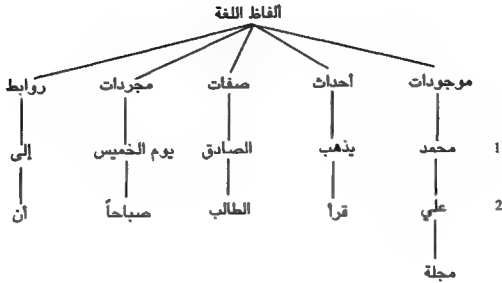 ألفاظ اللغة
موجودات أحداث صفات مجردات روابط
1 محمد يذهب الصادق يوم الخميس إلى
2 علي قرأ الطالب صباحاً أن
مجلة